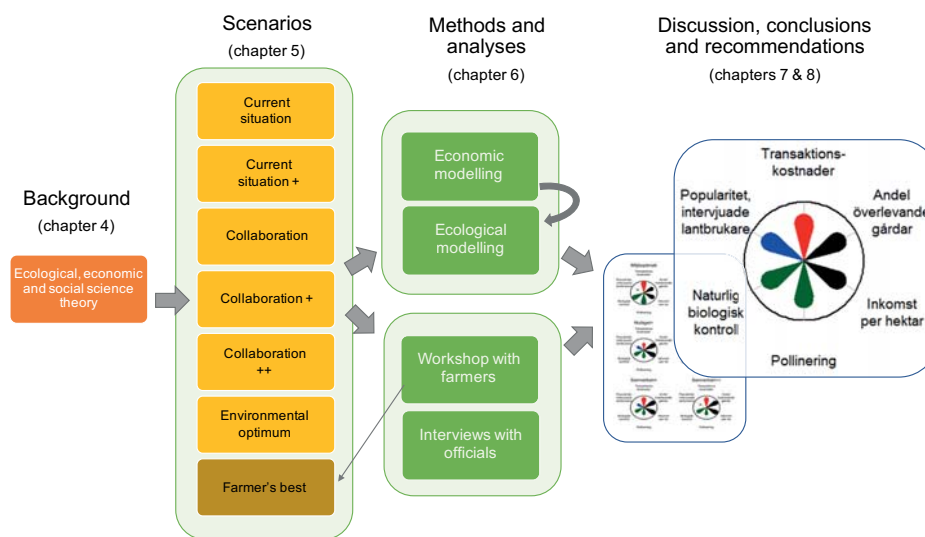 Scenarios
(chapter 5)
Methods and
analyses
(chapter 6)
Discussion, conclusions
and recommendations
(chapters 7 & 8)
Background
(chapter 4)
Ecological, economic
and social science
theory
Current
situation
Current
situation +
Collaboration
Collaboration +
Collaboration
++
Environmental
optimum
Farmer's best
Economic
modelling
Ecological
modelling
Workshop with
farmers
Interviews with
officials
Transaktions-
kostnader
Popularitet,
intervjuade
lantbrukare
Andel
överlevande
gårdar
Naturlig
biologisk
kontroll
Inkomst
per hektar
Pollinering